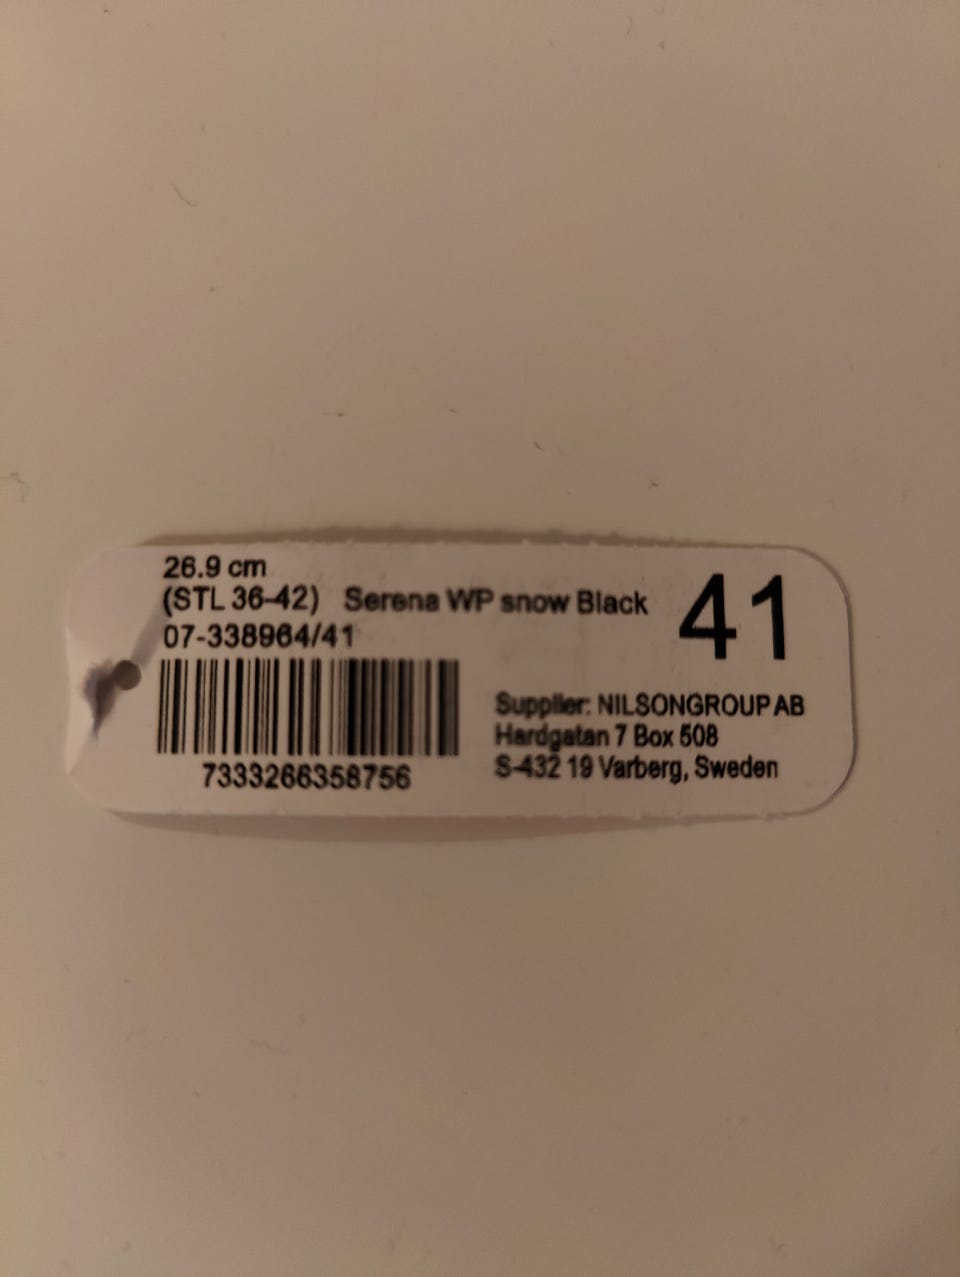 26.9 cm
(STL 36-42) Serena WP snow Black
07-338964/41
41
7333266358756
Supplier: NILSONGROUP AB
Hardgatan 7 Box 508
S-432 19 Varberg, Sweden